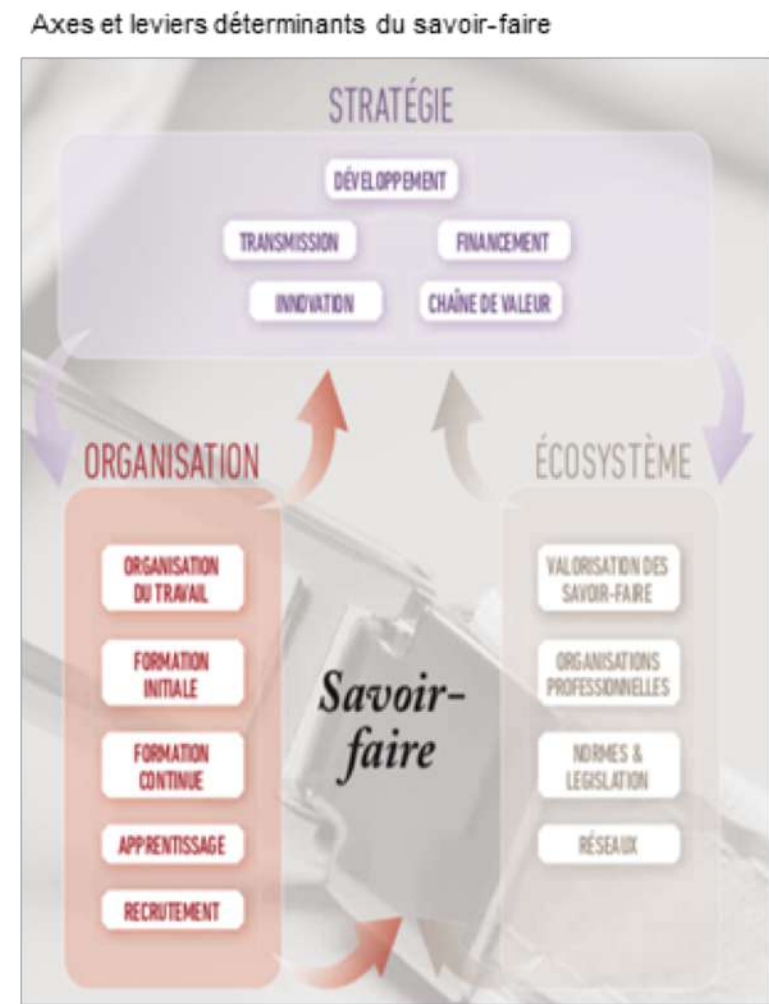 Axes et leviers déterminants du savoir-faire
STRATÉGIE
DÉVELOPPEMENT
TRANSMISSION
FINANCEMENT
INNOVATION
CHAÎNE DE VALEUR
ORGANISATION
ORGANISATION
DU TRAVAIL
FORMATION
INITIALE
FORMATION
CONTINUE
APPRENTISSAGE
RECRUTEMENT
Savoir-
faire
ÉCOSYSTÈME
VALORISATION DES
SAVOIR-FAIRE
ORGANISATIONS
PROFESSIONNELLES
NORMES &
LEGISLATION
RÉSEAUX